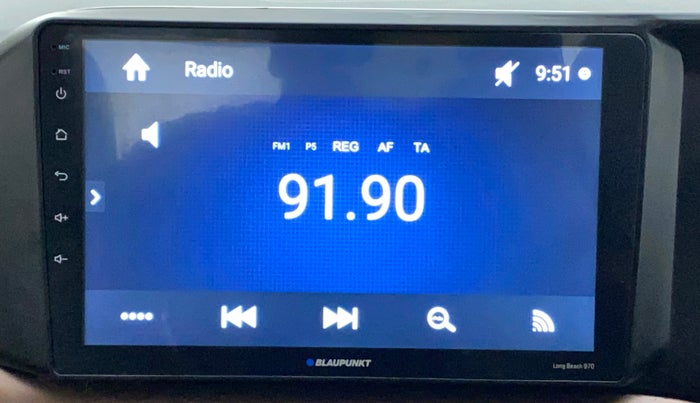 MIC
Radio
9:51
RST
FM1 P5 REG AF TA
91.90
BLAUPUNKT
Long Beach 970